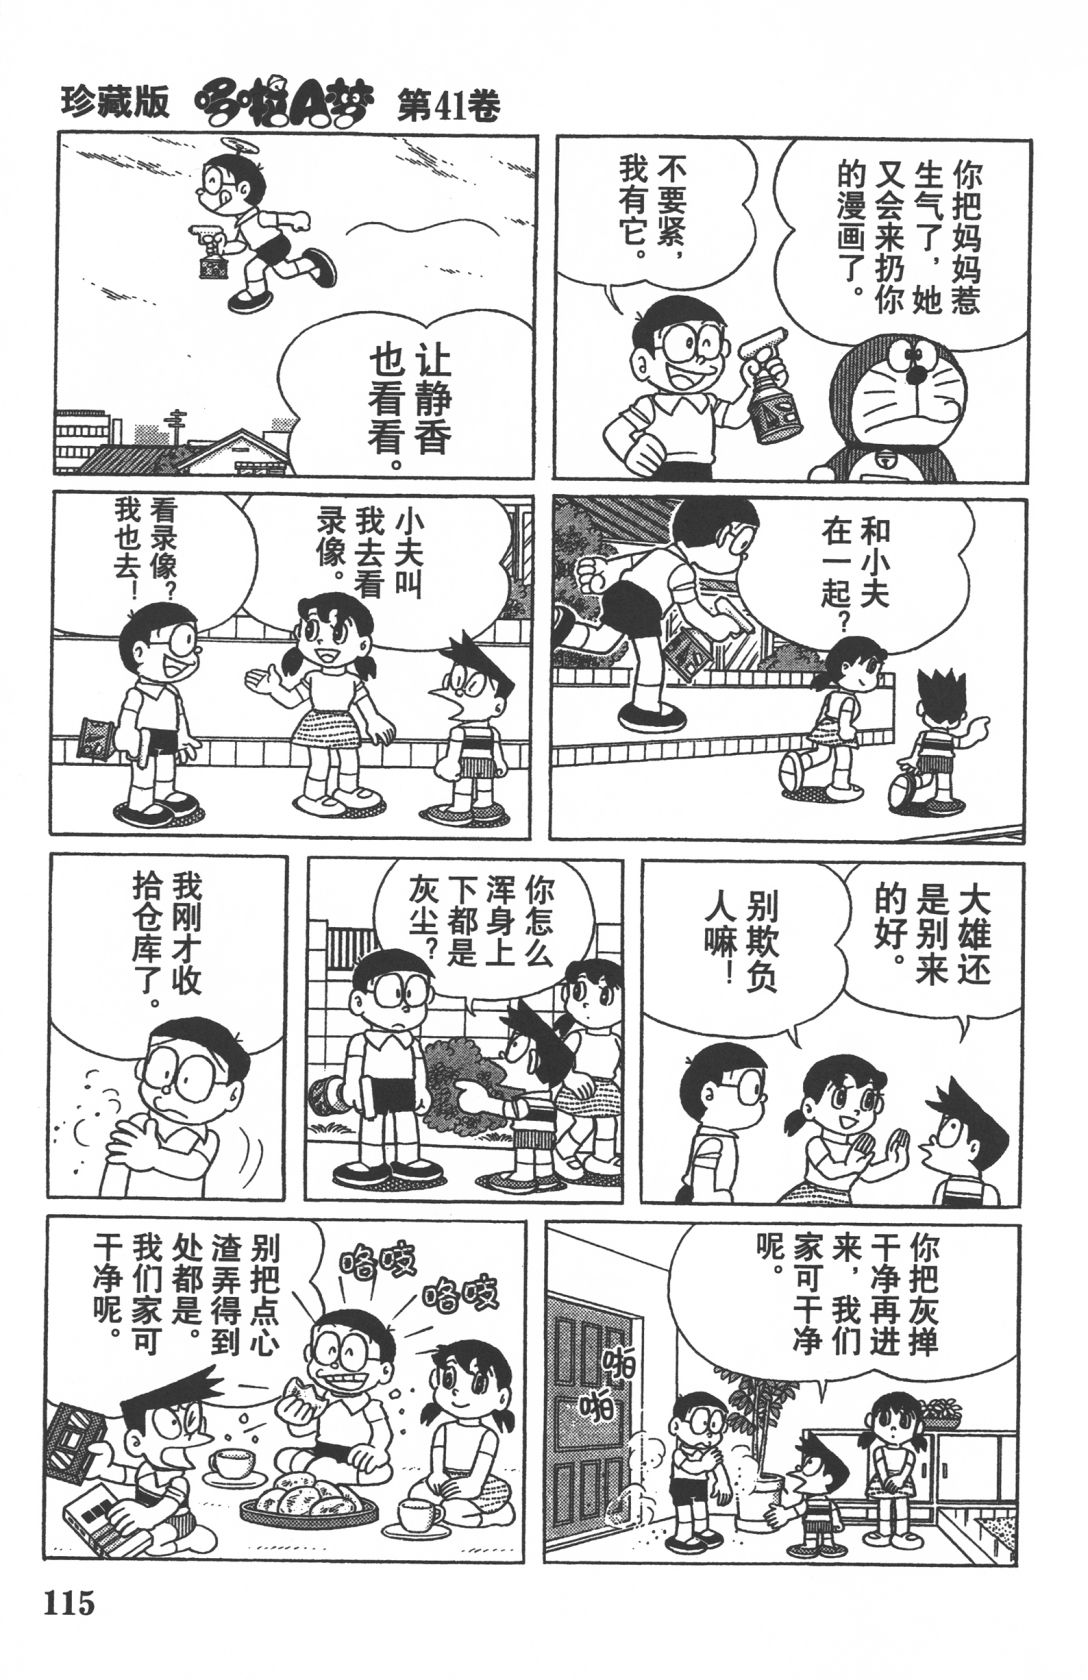 珍藏版 哆啦A梦 第41卷
你把妈妈惹
生气了，她
又会来扔你
的漫画了。
不要紧，
我有它。
让静香
也看看。
和小夫
在一起？
小夫叫
我去看
录像。
看录像？
我也去！
大雄还
是别来
的好。
别欺负
人嘛！
你怎么
浑身上
下都是
灰尘？
我刚才收
拾仓库了。
你把灰掸
干净再进
来，我们
家可干净
呢。
啪
啪
咯吱
咯吱
别把点心
渣弄得到
处都是。
我们家可
干净呢。
115